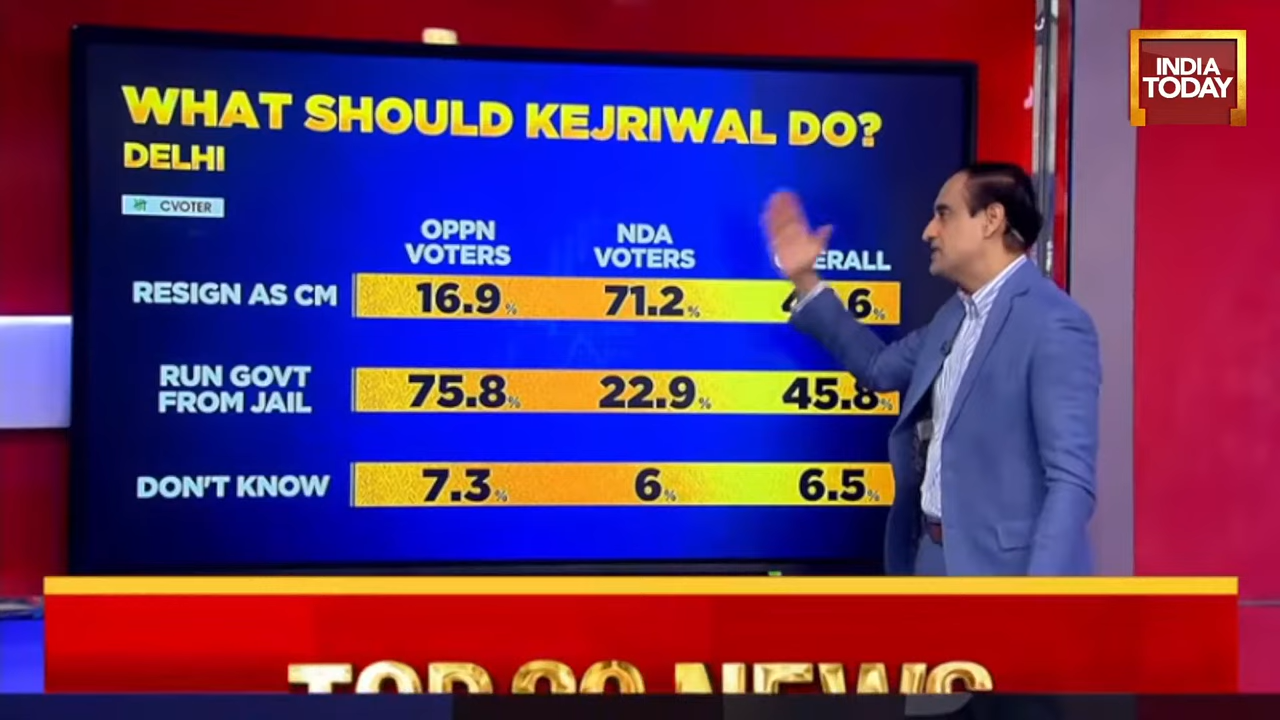 INDIA
TODAY
WHAT SHOULD KEJRIWAL DO?
DELHI
CVOTER
OPPN
VOTERS
NDA
VOTERS
RESIGN AS CM
16.9%
71.2%
RUN GOVT
FROM JAIL
75.8%
22.9%
45.8%
DON'T KNOW
7.3%
6%
6.5%
NEWS